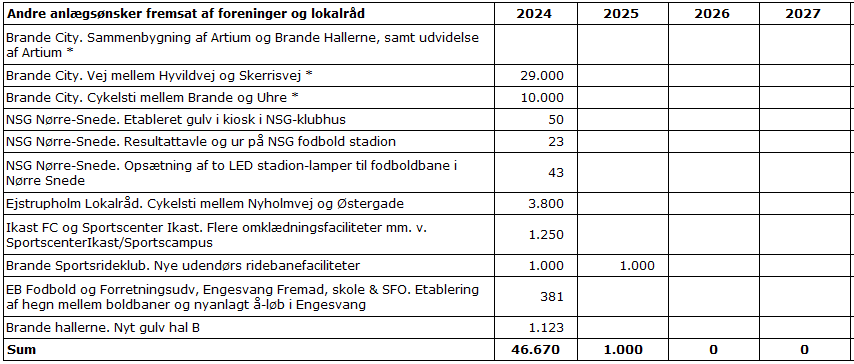 Andre anlægsønsker fremsat af foreninger og lokalråd 2024 2025 2026 2027
Brande City. Sammenbygning af Artium og Brande Hallerne, samt udvidelse
af Artium *
Brande City. Vej mellem Hyvildvej og Skerrisvej * 29.000
Brande City. Cykelsti mellem Brande og Uhre * 10.000
NSG Nørre-Snede. Etableret gulv i kiosk i NSG-klubhus 50
NSG Nørre-Snede. Resultattavle og ur på NSG fodbold stadion 23
NSG Nørre-Snede. Opsætning af to LED stadion-lamper til fodboldbane i
Nørre Snede 43
Ejstrupholm Lokalråd. Cykelsti mellem Nyholmvej og Østergade 3.800
Ikast FC og Sportscenter Ikast. Flere omklædningsfaciliteter mm. v.
SportscenterIkast/Sportscampus 1.250
Brande Sportsrideklub. Nye udendørs ridebanefaciliteter 1.000 1.000
EB Fodbold og Forretningsudv, Engesvang Fremad, skole & SFO. Etablering
af hegn mellem boldbaner og nyanlagt å-løb i Engesvang 381
Brande hallerne. Nyt gulv hal B 1.123
Sum 46.670 1.000 0 0